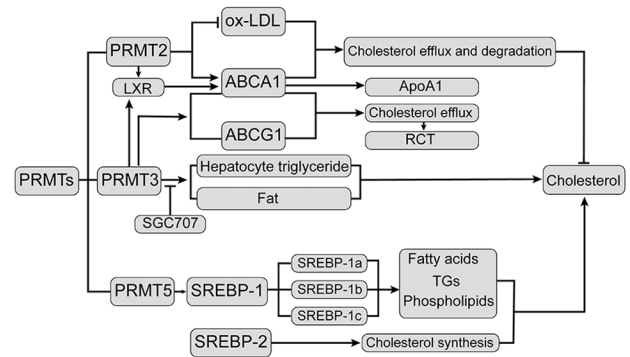 ox-LDL
PRMT2
Cholesterol efflux and degradation
LXR
ABCA1
ApoA1
Cholesterol efflux
ABCG1
RCT
PRMTs
PRMT3
Hepatocyte triglyceride
Cholesterol
Fat
SGC707
Fatty acids
SREBP-1a
TGs
PRMT5
SREBP-1
SREBP-1b
Phospholipids
SREBP-1c
SREBP-2
Cholesterol synthesis